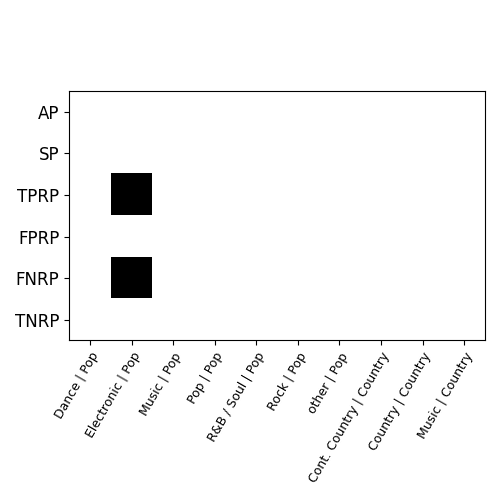 AP
SP
TPRP
FPRP
FNRP
TNRP
Dance | Pop
Electronic | Pop
Music | Pop
Pop | Pop
R&B / Soul | Pop
Rock | Pop
other | Pop
Cont. Country | Country
Country | Country
Music | Country